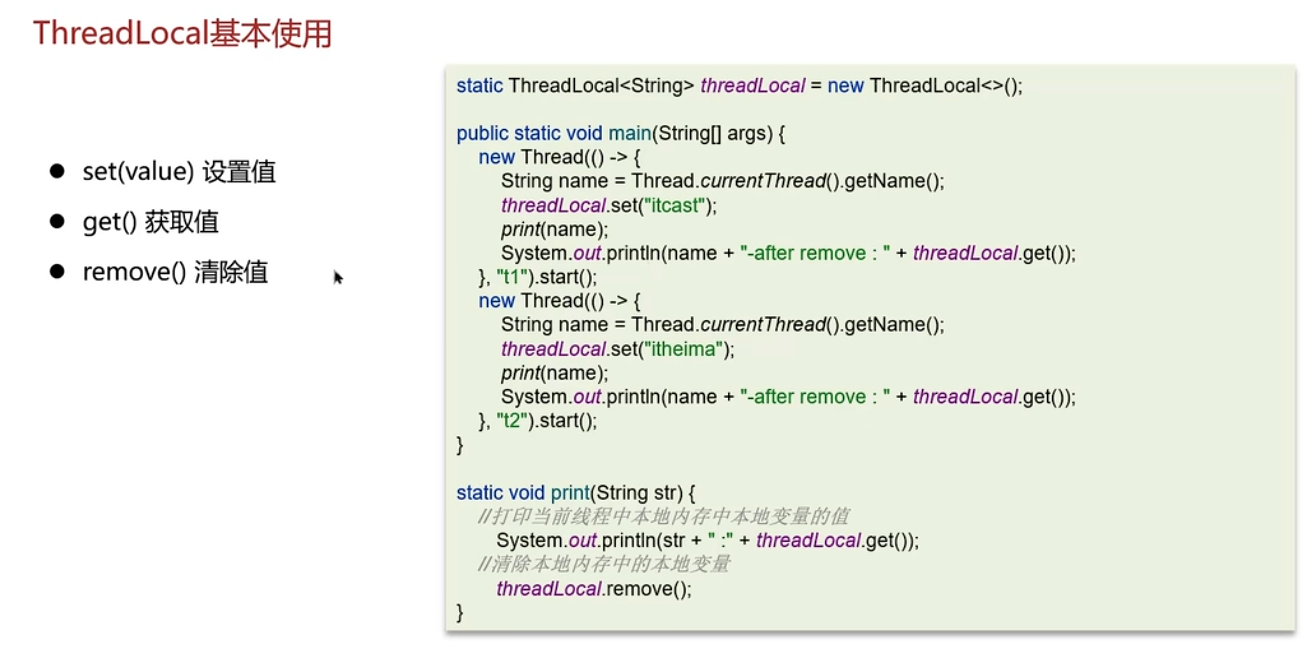 ThreadLocal基本使用
● set(value) 设置值
● get() 获取值
● remove() 清除值
static ThreadLocal<String> threadLocal = new ThreadLocal<>();
public static void main(String[] args) {
new Thread(() -> {
String name = Thread.currentThread().getName();
threadLocal.set("itcast");
print(name);
System.out.println(name + "-after remove : " + threadLocal.get());
}, "t1").start();
new Thread(() -> {
String name = Thread.currentThread().getName();
threadLocal.set("itheima");
print(name);
System.out.println(name + "-after remove : " + threadLocal.get());
}, "t2").start();
}
static void print(String str) {
//打印当前线程中本地内存中本地变量的值
System.out.println(str + " :" + threadLocal.get());
//清除本地内存中的本地变量
threadLocal.remove();
}